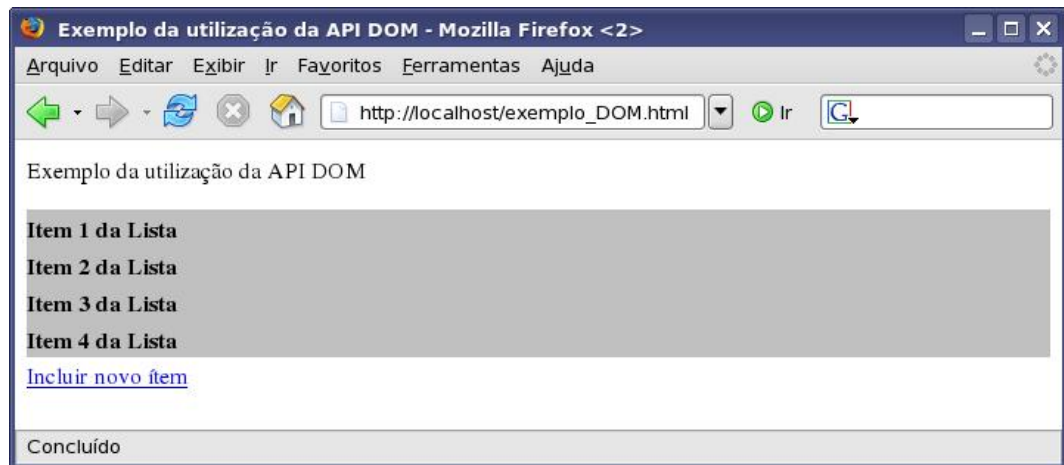 Exemplo da utilização da API DOM - Mozilla Firefox <2>
Arquivo Editar Exibir Ir Favoritos Ferramentas Ajuda
http://localhost/exemplo_DOM.html Ir G
Exemplo da utilização da API DOM
Item 1 da Lista
Item 2 da Lista
Item 3 da Lista
Item 4 da Lista
Incluir novo ítem
Concluído